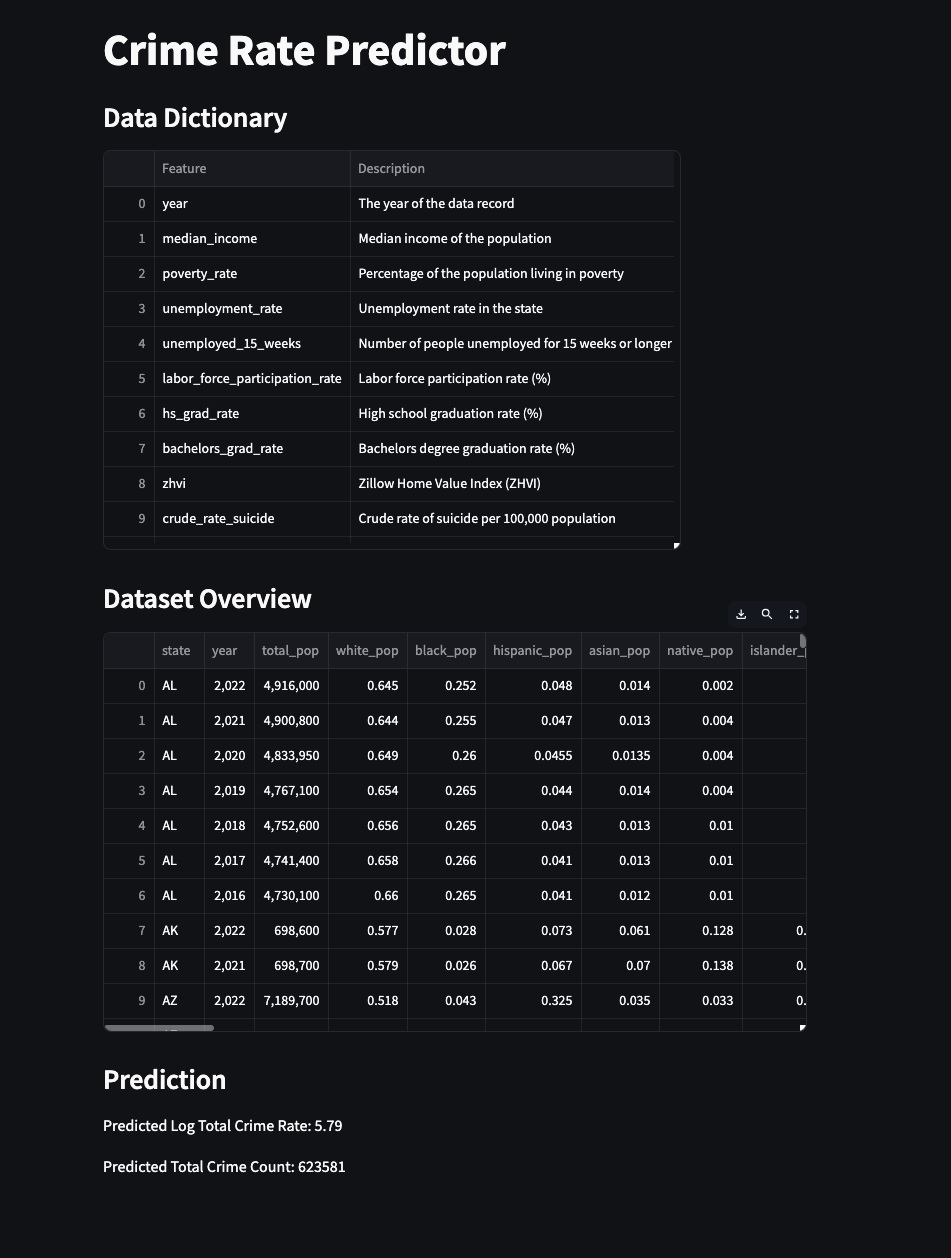 Crime Rate Predictor
Data Dictionary
Feature Description
0 year The year of the data record
1 median_income Median income of the population
2 poverty_rate Percentage of the population living in poverty
3 unemployment_rate Unemployment rate in the state
4 unemployed_15_weeks Number of people unemployed for 15 weeks or longer
5 labor_force_participation_rate Labor force participation rate (%)
6 hs_grad_rate High school graduation rate (%)
7 bachelors_grad_rate Bachelors degree graduation rate (%)
8 zhvi Zillow Home Value Index (ZHVI)
9 crude_rate_suicide Crude rate of suicide per 100,000 population
Dataset Overview
state year total_pop white_pop black_pop hispanic_pop asian_pop native_pop islander_
0 AL 2,022 4,916,000 0.645 0.252 0.048 0.014 0.002
1 AL 2,021 4,900,800 0.644 0.255 0.047 0.013 0.004
2 AL 2,020 4,833,950 0.649 0.26 0.0455 0.0135 0.004
3 AL 2,019 4,767,100 0.654 0.265 0.044 0.014 0.004
4 AL 2,018 4,752,600 0.656 0.265 0.043 0.013 0.01
5 AL 2,017 4,741,400 0.658 0.266 0.041 0.013 0.01
6 AL 2,016 4,730,100 0.66 0.265 0.041 0.012 0.01
7 AK 2,022 698,600 0.577 0.028 0.073 0.061 0.128 0.
8 AK 2,021 698,700 0.579 0.026 0.067 0.07 0.138 0.
9 AZ 2,022 7,189,700 0.518 0.043 0.325 0.035 0.033 0.
Prediction
Predicted Log Total Crime Rate: 5.79
Predicted Total Crime Count: 623581